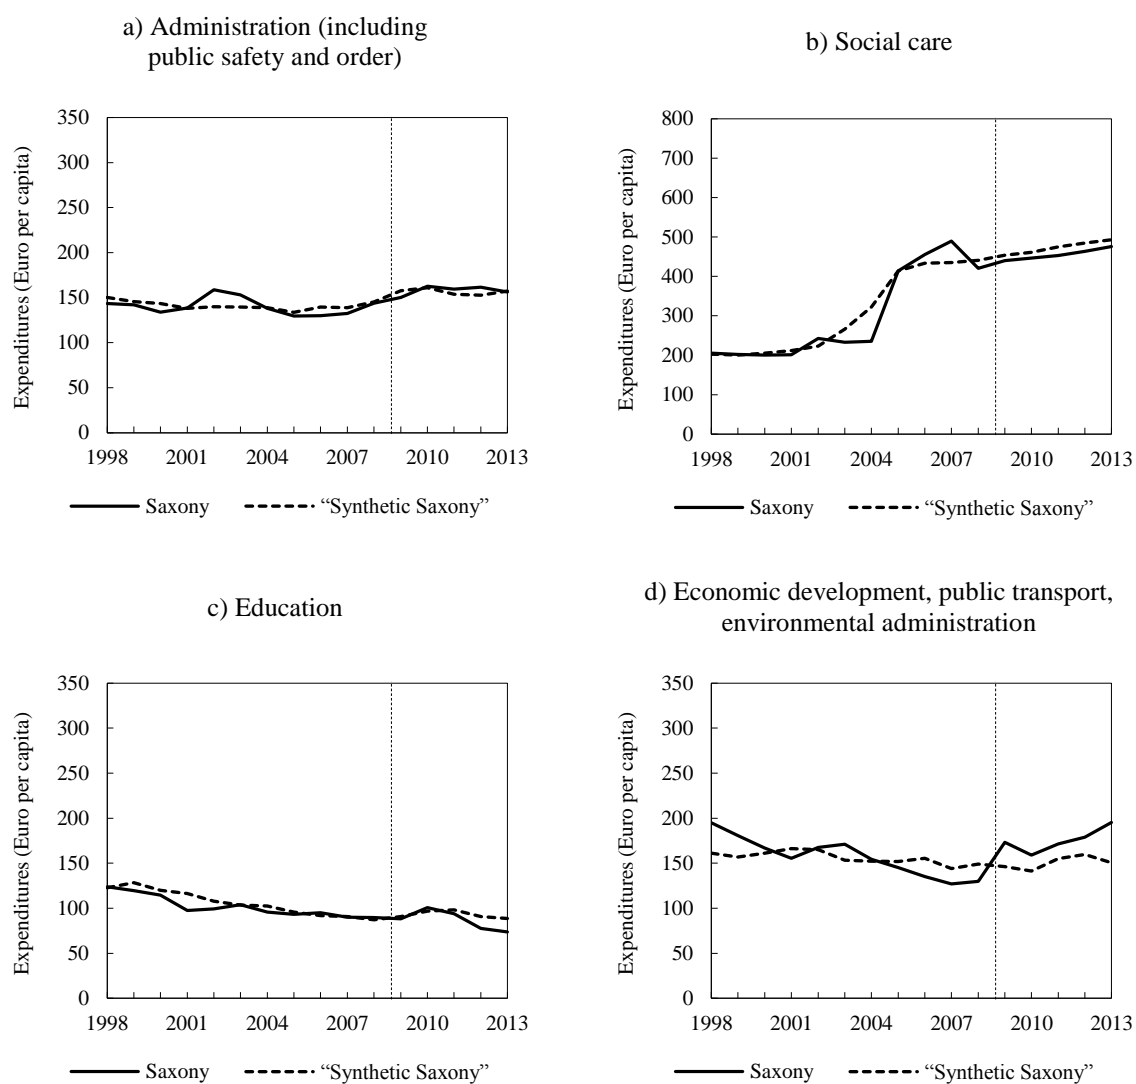 a) Administration (including
public safety and order)
Expenditures (Euro per capita)
350
300
250
200
150
100
50
0
1998 2001 2004 2007 2010 2013
Saxony "Synthetic Saxony"
b) Social care
Expenditures (Euro per capita)
800
700
600
500
400
300
200
100
0
1998 2001 2004 2007 2010 2013
Saxony “Synthetic Saxony”
c) Education
Expenditures (Euro per capita)
350
300
250
200
150
100
50
0
1998 2001 2004 2007 2010 2013
Saxony “Synthetic Saxony”
d) Economic development, public transport,
environmental administration
Expenditures (Euro per capita)
350
300
250
200
150
100
50
0
1998 2001 2004 2007 2010 2013
Saxony “Synthetic Saxony”